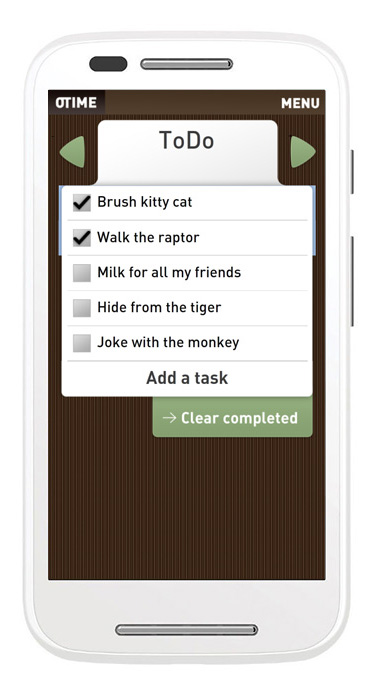 OTIME
MENU
ToDo
Brush kitty cat
Walk the raptor
Milk for all my friends
Hide from the tiger
Joke with the monkey
Add a task
→ Clear completed